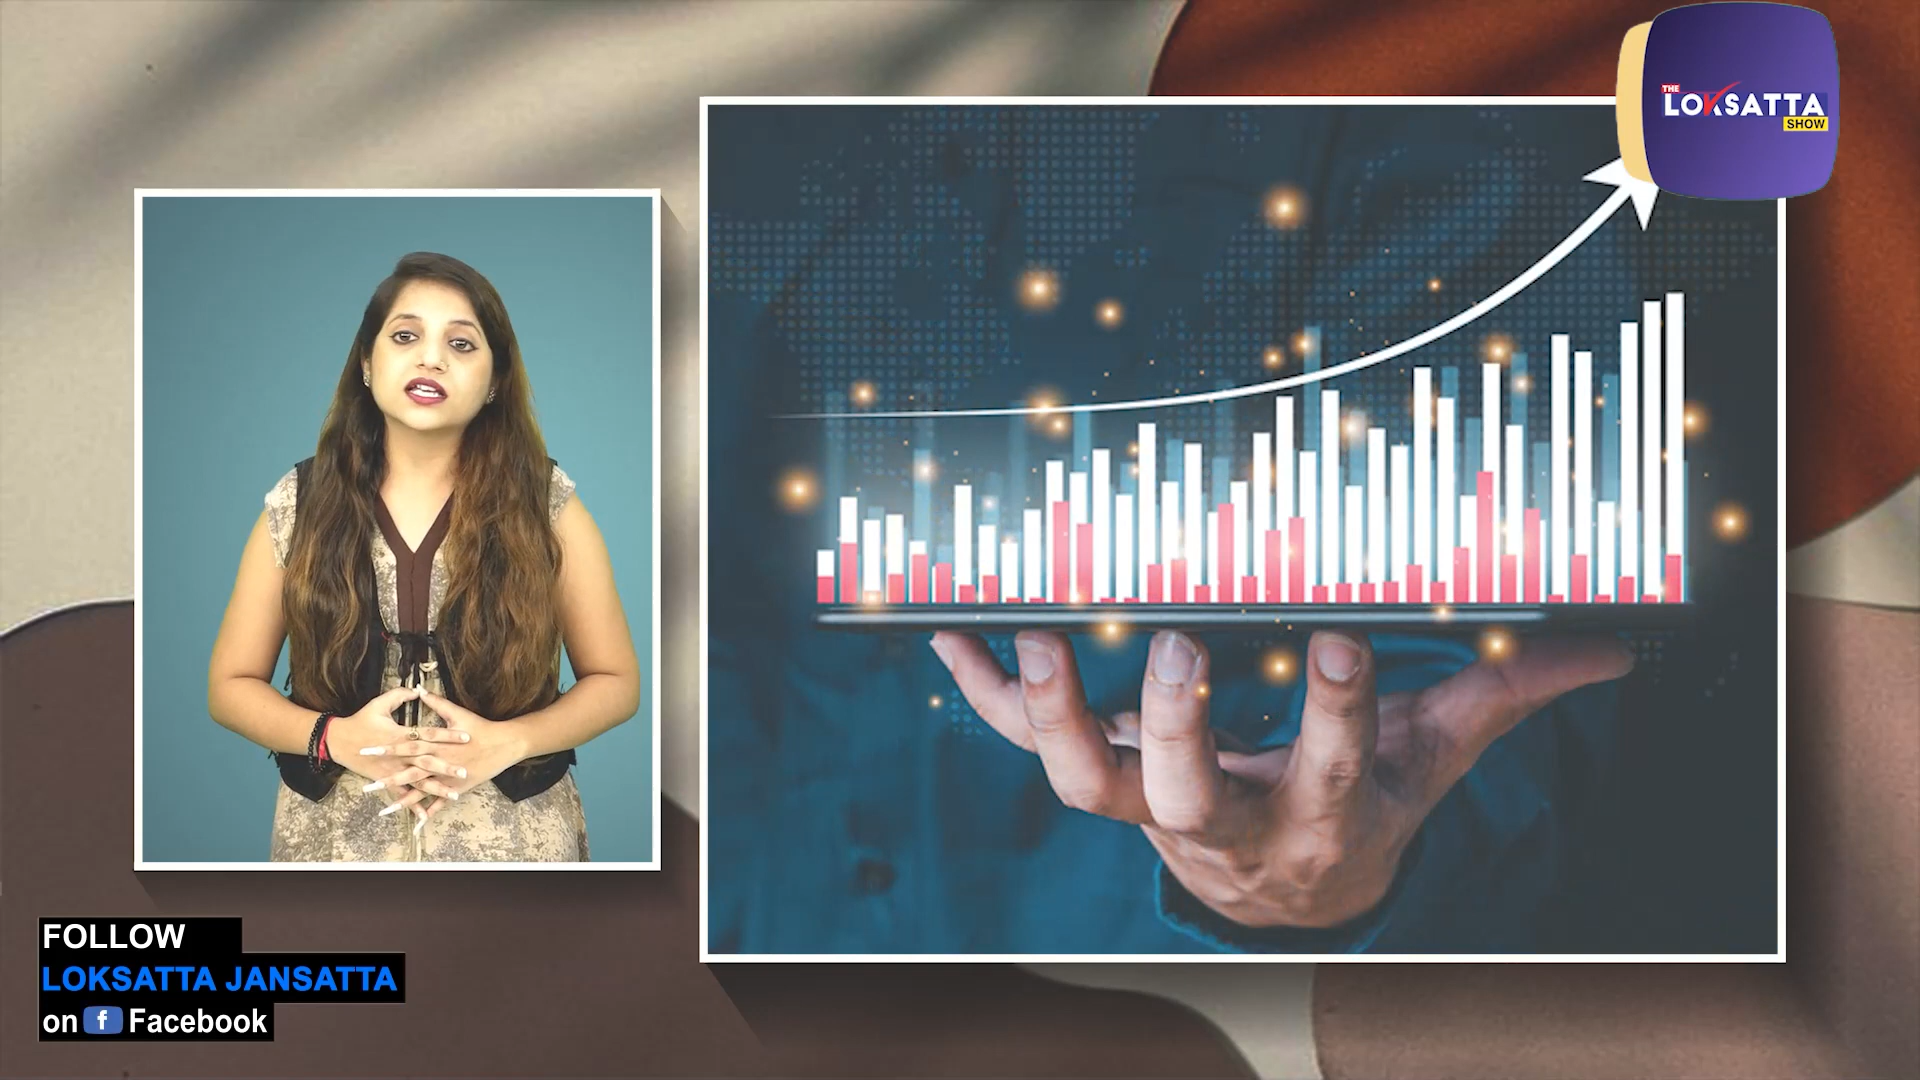 THE
LOKSATTA
SHOW
FOLLOW
LOKSATTA JANSATTA
on Facebook